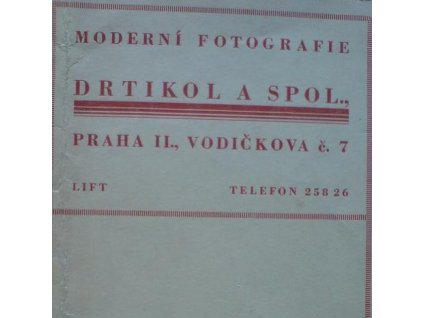 MODERNÍ FOTOGRAFIE
DRTIKOL A SPOL.,
PRAHA II., VODIČKOVA č. 7
LIFT TELEFON 258 26